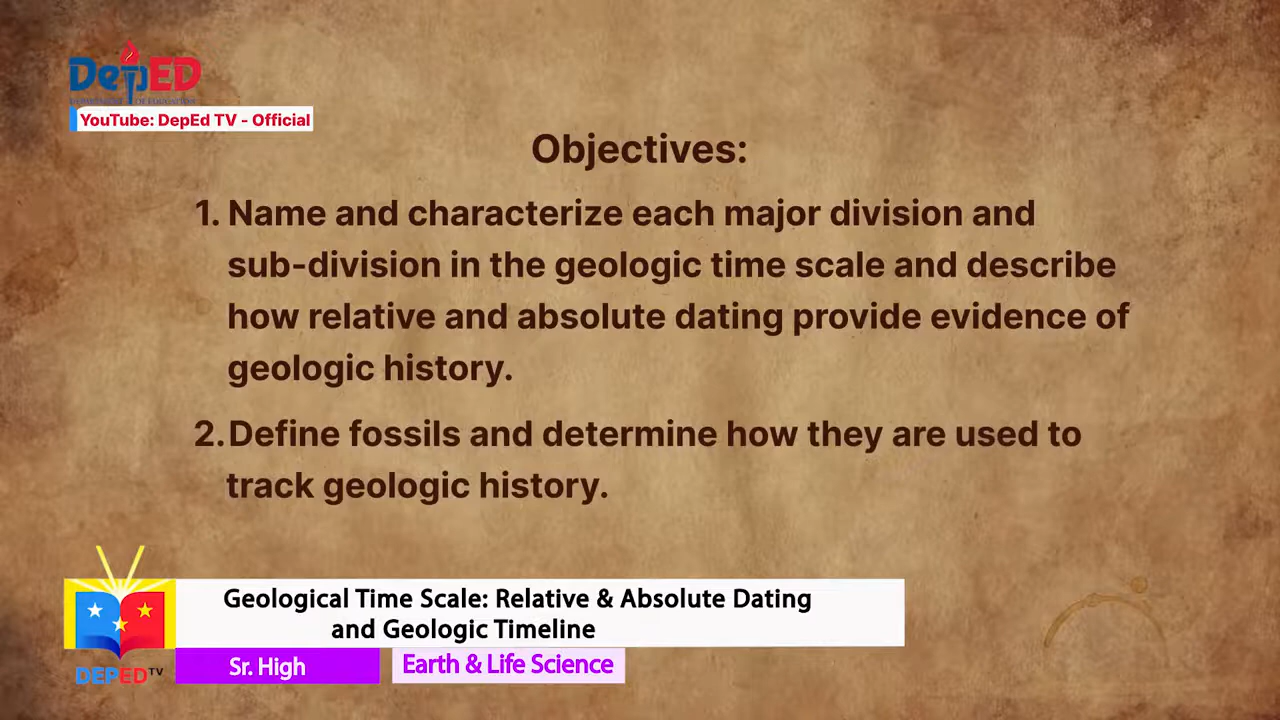 DepED
DEPARTMENT OF EDUCATION
YouTube: DepEd TV - Official
Objectives:
1. Name and characterize each major division and
sub-division in the geologic time scale and describe
how relative and absolute dating provide evidence of
geologic history.
2. Define fossils and determine how they are used to
track geologic history.
Geological Time Scale: Relative & Absolute Dating
and Geologic Timeline
DEPED TV
Sr. High
Earth & Life Science